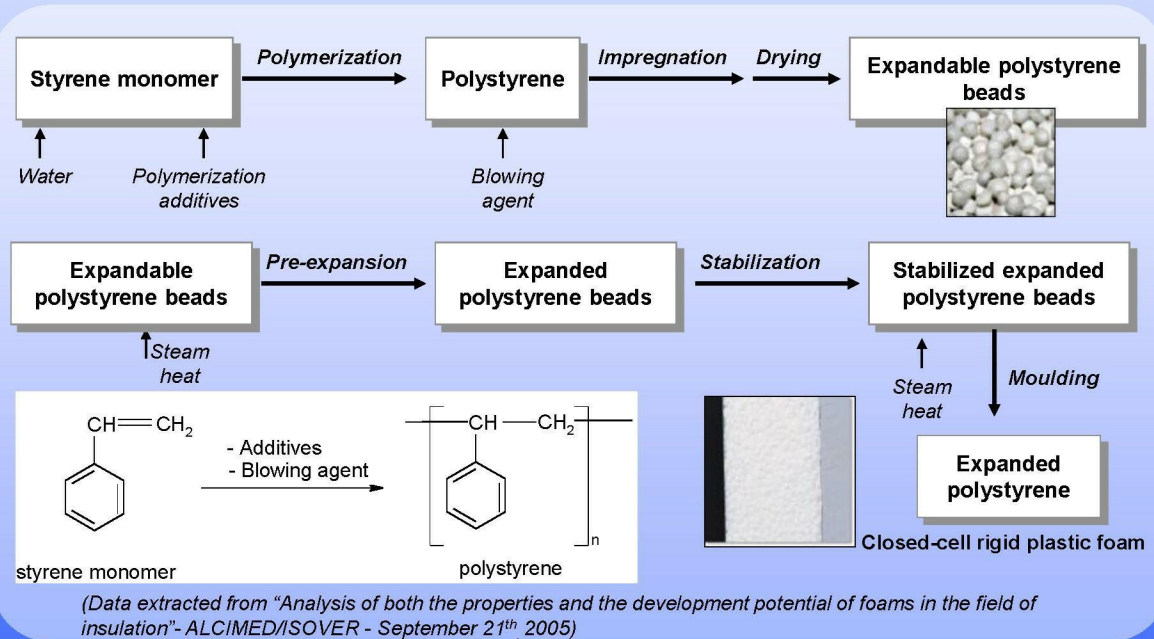 Polymerization
Impregnation
Drying
Styrene monomer
Polystyrene
Expandable polystyrene
beads
Water
Polymerization
additives
Blowing
agent
Expandable
polystyrene beads
Pre-expansion
Expanded
polystyrene beads
Stabilization
Stabilized expanded
polystyrene beads
Steam
heat
Steam
heat
Moulding
CH=CH2
- Additives
- Blowing agent
CH
CH2
n
styrene monomer
polystyrene
Expanded
polystyrene
Closed-cell rigid plastic foam
(Data extracted from “Analysis of both the properties and the development potential of foams in the field of
insulation”- ALCIMED/ISOVER - September 21th 2005)